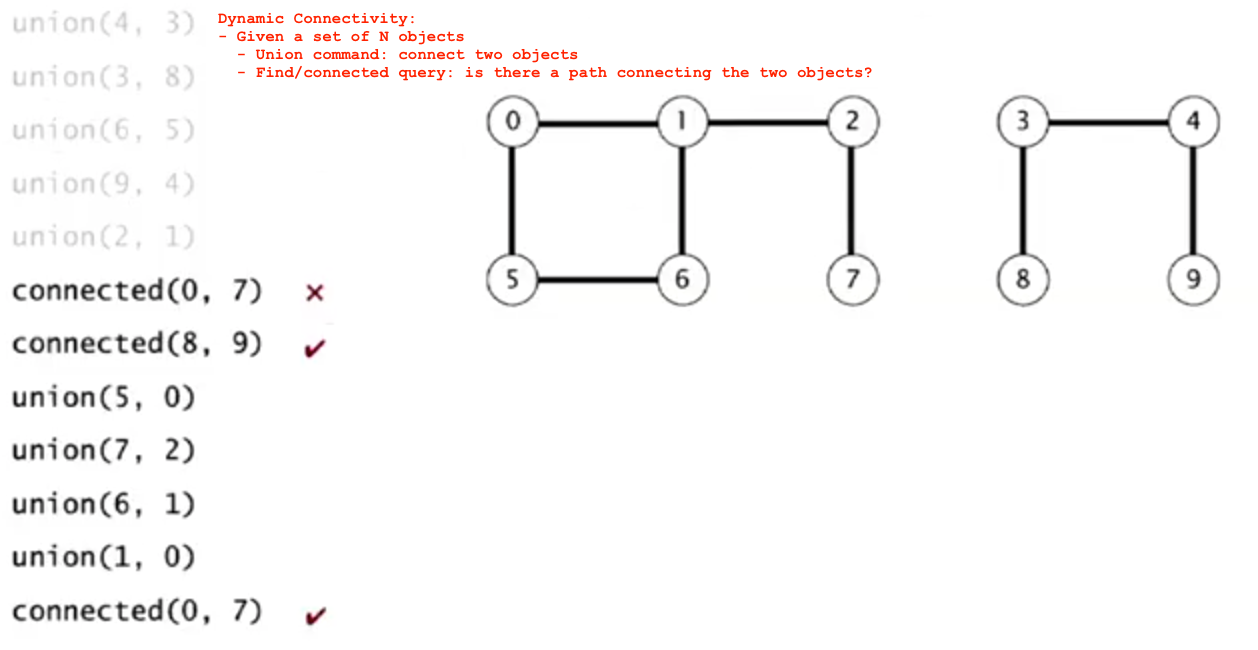 Dynamic Connectivity:
- Given a set of N objects
- Union command: connect two objects
- Find/connected query: is there a path connecting the two objects?
union(4, 3)
union(3, 8)
union(6, 5)
union(9, 4)
union(2, 1)
connected(0, 7) ×
connected(8, 9) ✔
union(5, 0)
union(7, 2)
union(6, 1)
union(1, 0)
connected(0, 7) ✔
0 1 2 3 4
5 6 7 8 9